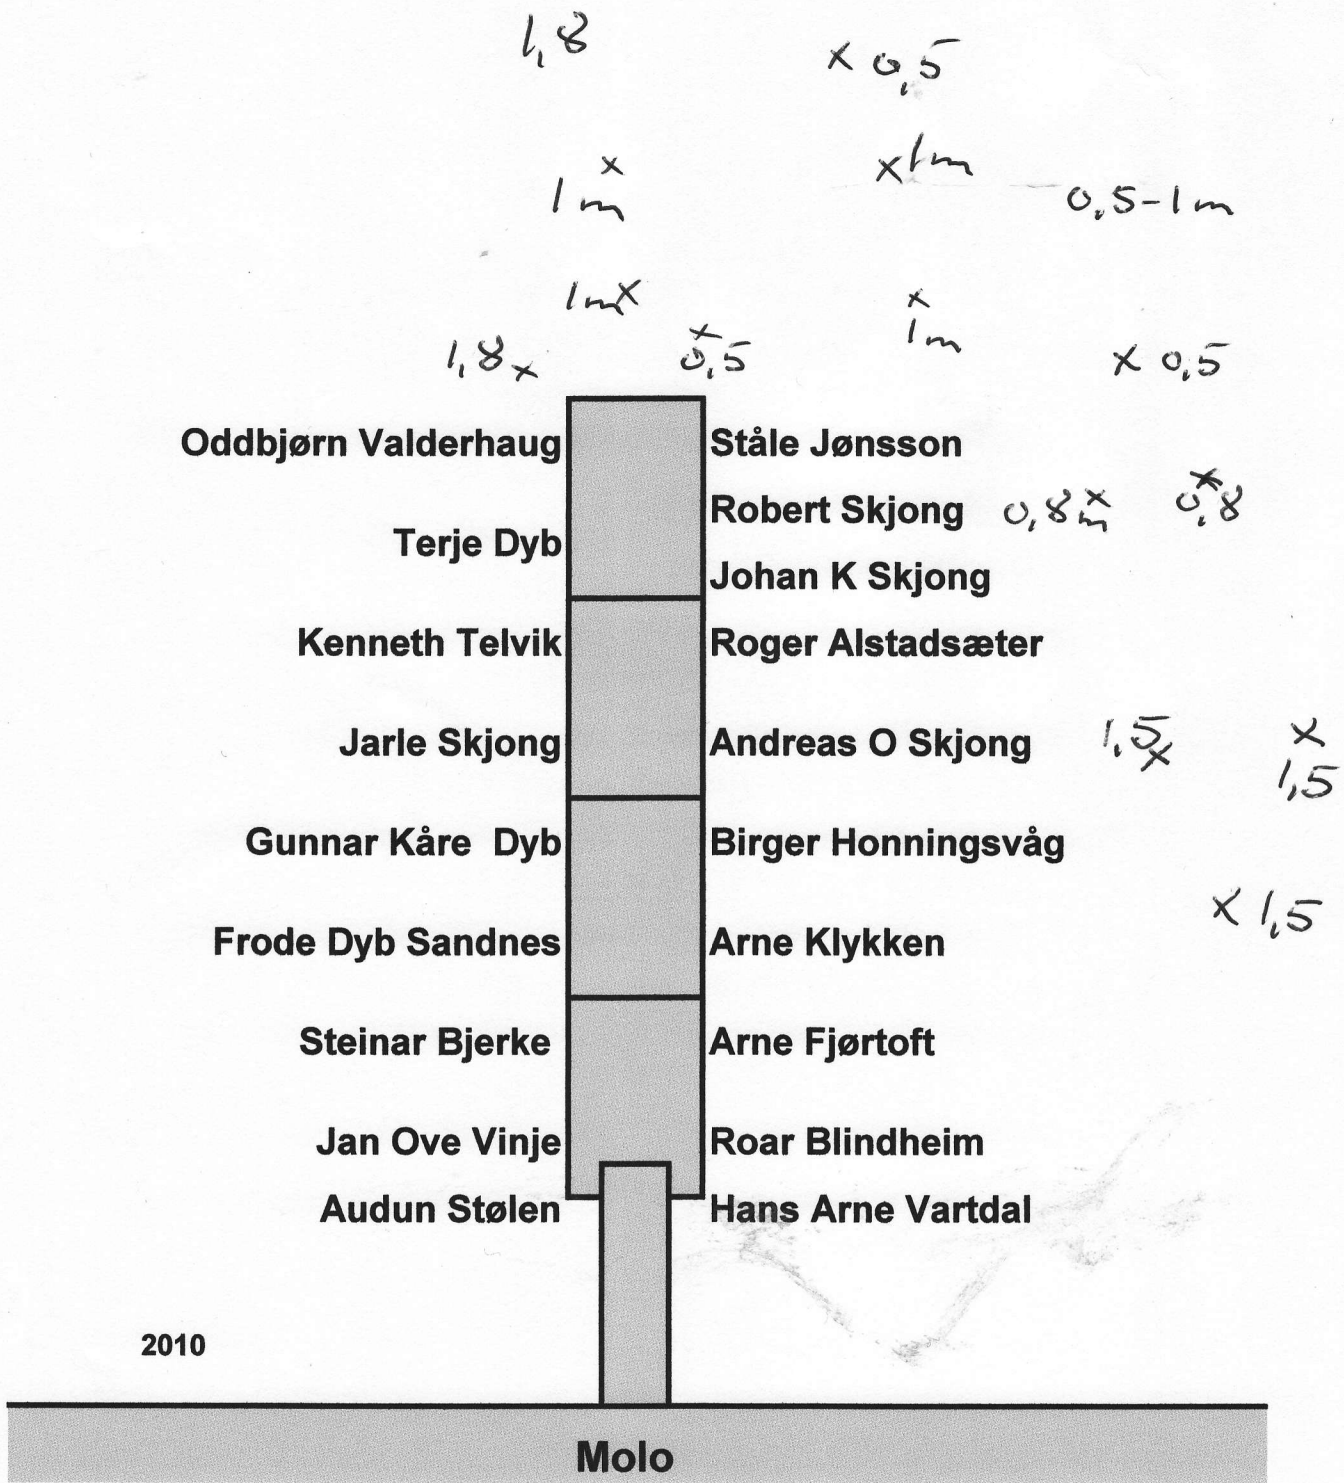 1,8
x 0,5
x
1m
x 1m
0,5-1m
1m x
x
1m
1,8 x
x
0,5
x 0,5
Oddbjørn Valderhaug
Ståle Jønsson
Robert Skjong
0,8 m x
x
0,8
Terje Dyb
Johan K Skjong
Kenneth Telvik
Roger Alstadsæter
Jarle Skjong
Andreas O Skjong
1,5 x
x
1,5
Gunnar Kåre Dyb
Birger Honningsvåg
x 1,5
Frode Dyb Sandnes
Arne Klykken
Steinar Bjerke
Arne Fjørtoft
Jan Ove Vinje
Roar Blindheim
Audun Stølen
Hans Arne Vartdal
2010
Molo